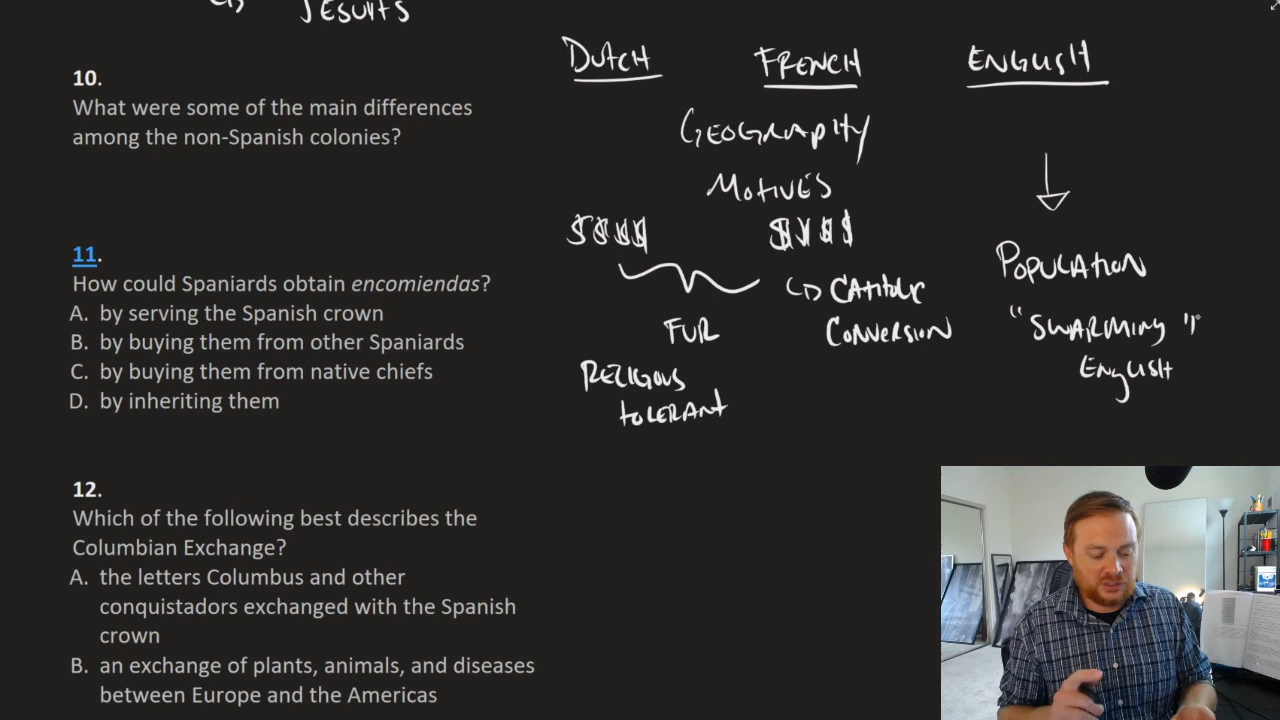 JESUITS
10.
What were some of the main differences
among the non-Spanish colonies?
11.
How could Spaniards obtain encomiendas?
A. by serving the Spanish crown
B. by buying them from other Spaniards
C. by buying them from native chiefs
D. by inheriting them
12.
Which of the following best describes the
Columbian Exchange?
A. the letters Columbus and other
conquistadors exchanged with the Spanish
crown
B. an exchange of plants, animals, and diseases
between Europe and the Americas
DUTCH FRENCH ENGLISH
GEOGRAPHY
MOTIVES
$$$$ $$$$
CATHOLIC
CONVERSION
FUR
RELIGIOUS
TOLERANT
POPULATION
"SWARMING"
ENGLISH